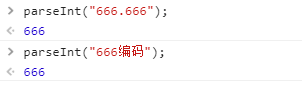 > parseInt("666.666");
< 666
> parseInt("666编码");
< 666